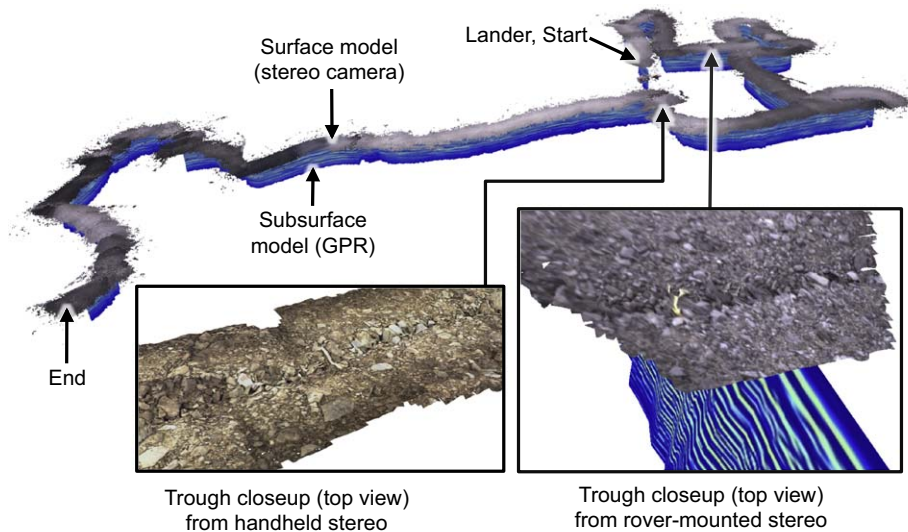 Surface model
(stereo camera)
Lander, Start
Subsurface
model (GPR)
End
Trough closeup (top view)
from handheld stereo
Trough closeup (top view)
from rover-mounted stereo